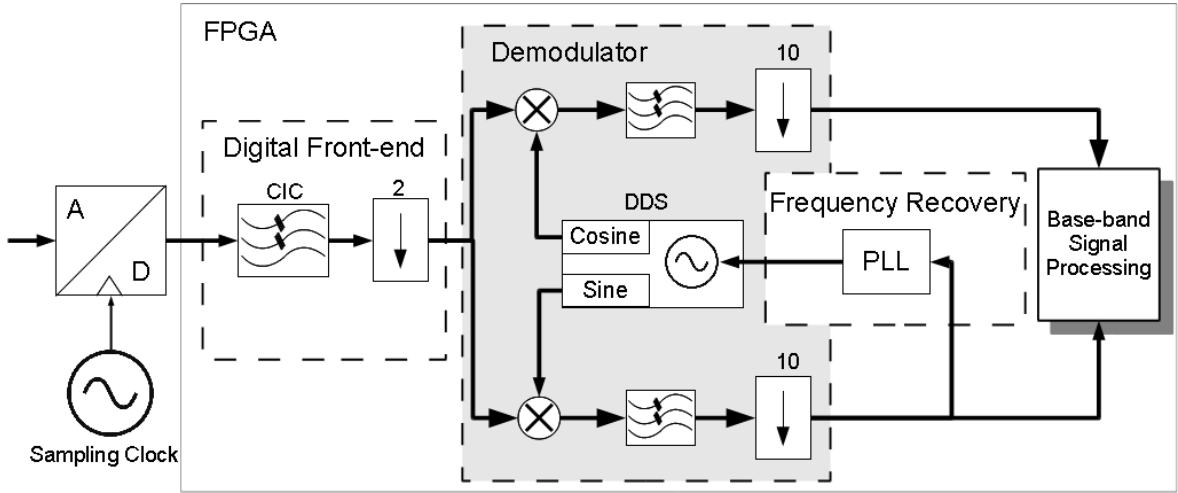 FPGA
Demodulator
10
Digital Front-end
CIC
2
A
D
DDS
Cosine
Sine
Frequency Recovery
PLL
Base-band
Signal
Processing
10
Sampling Clock